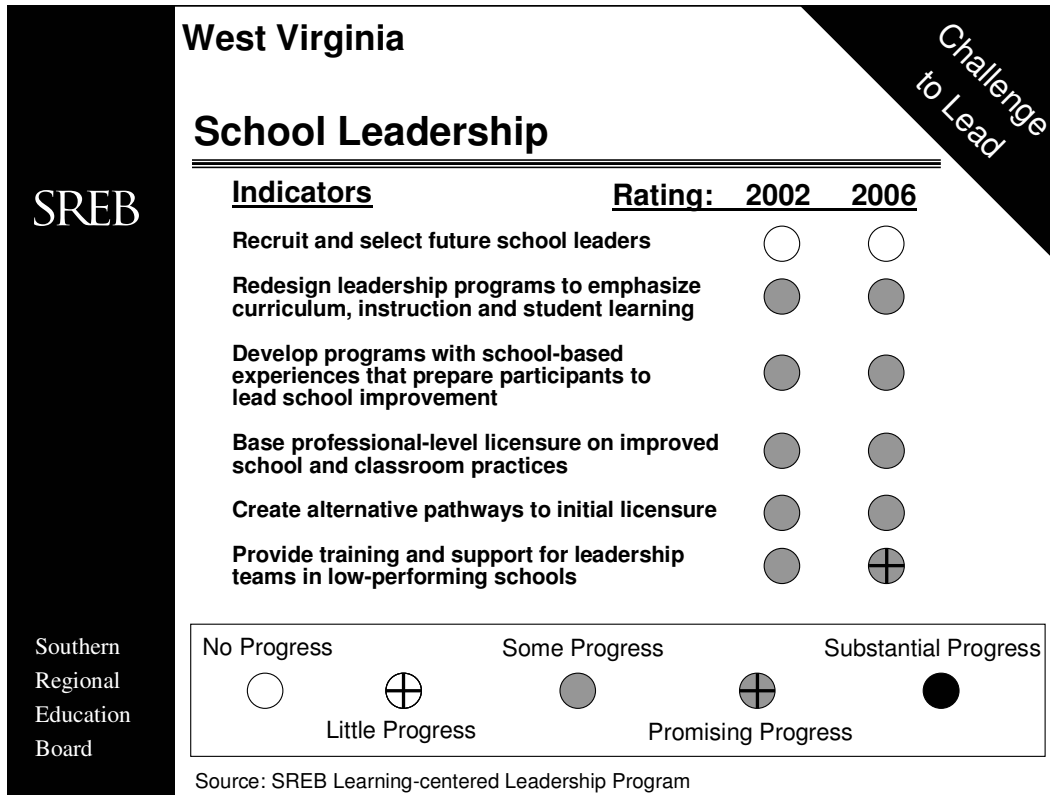 West Virginia
Challenge
to Lead
School Leadership
SREB
Indicators Rating: 2002 2006
Recruit and select future school leaders
Redesign leadership programs to emphasize
curriculum, instruction and student learning
Develop programs with school-based
experiences that prepare participants to
lead school improvement
Base professional-level licensure on improved
school and classroom practices
Create alternative pathways to initial licensure
Provide training and support for leadership
teams in low-performing schools
Southern
Regional
Education
Board
No Progress Some Progress Substantial Progress
Little Progress Promising Progress
Source: SREB Learning-centered Leadership Program